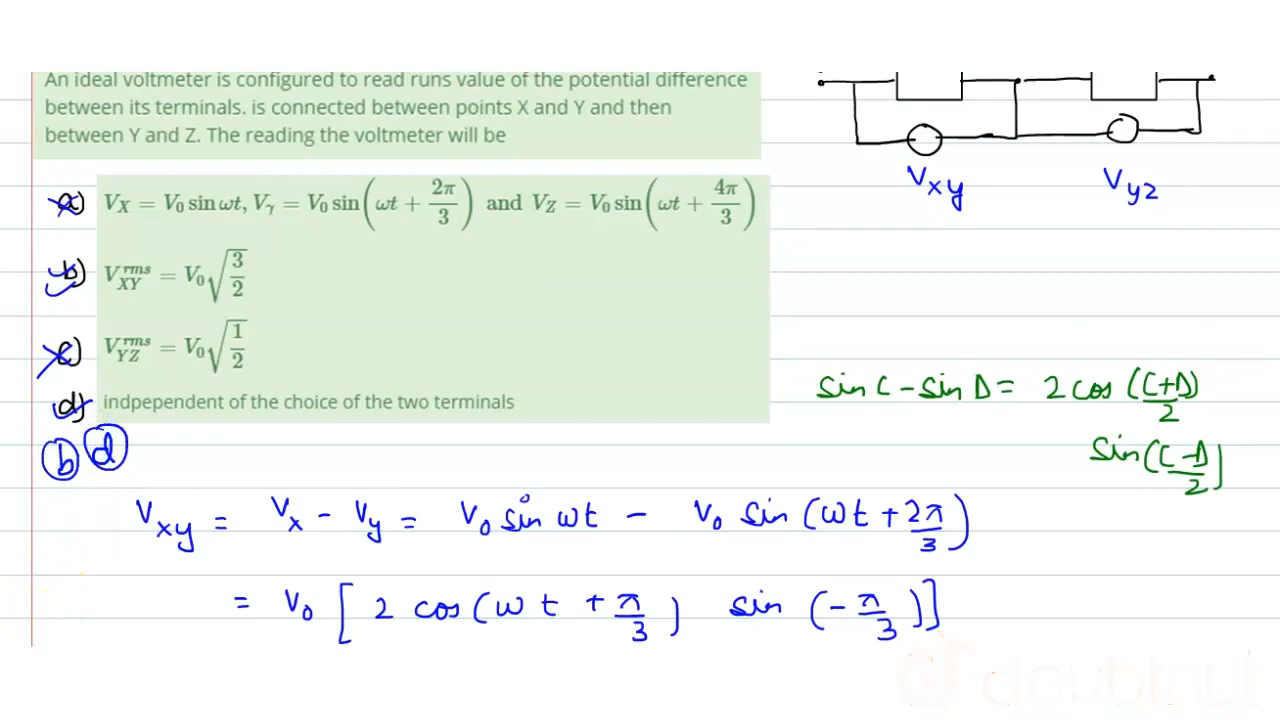 An ideal voltmeter is configured to read runs value of the potential difference
between its terminals. is connected between points X and Y and then
between Y and Z. The reading the voltmeter will be
Vxy Vyz
a) V_X = V_0 sin ωt, V_γ = V_0 sin(ωt + 2π/3) and V_Z = V_0 sin(ωt + 4π/3)
b) V_XY^rms = V_0 √(3/2)
c) V_YZ^rms = V_0 √(1/2)
d) indpependent of the choice of the two terminals
sin C - sin D = 2 cos (C+D)/2
sin (C-D)/2
b d
Vxy = Vx - Vy = V0 sin ωt - V0 sin (ωt + 2π/3)
= V0 [ 2 cos(ωt + π/3) sin (-π/3) ]
doubtnut